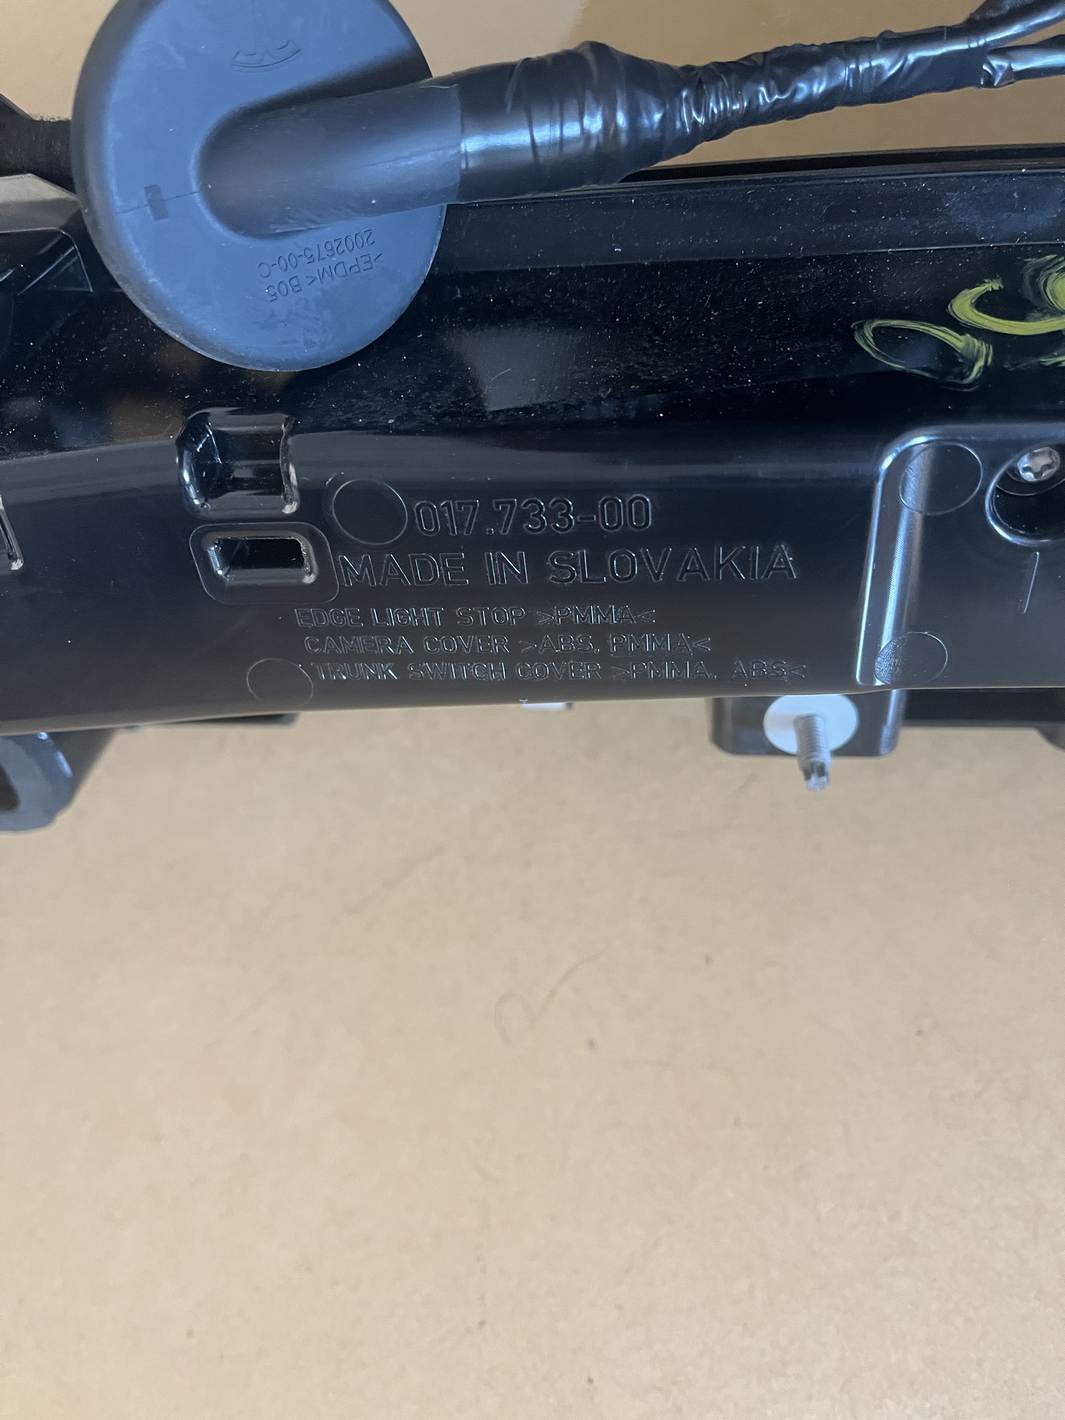 >EPDM< B05
2002675-00-C
017.733-00
MADE IN SLOVAKIA
EDGE LIGHT STOP >PMMA<
CAMERA COVER >ABS, PMMA<
TRUNK SWITCH COVER >PMMA, ABS<